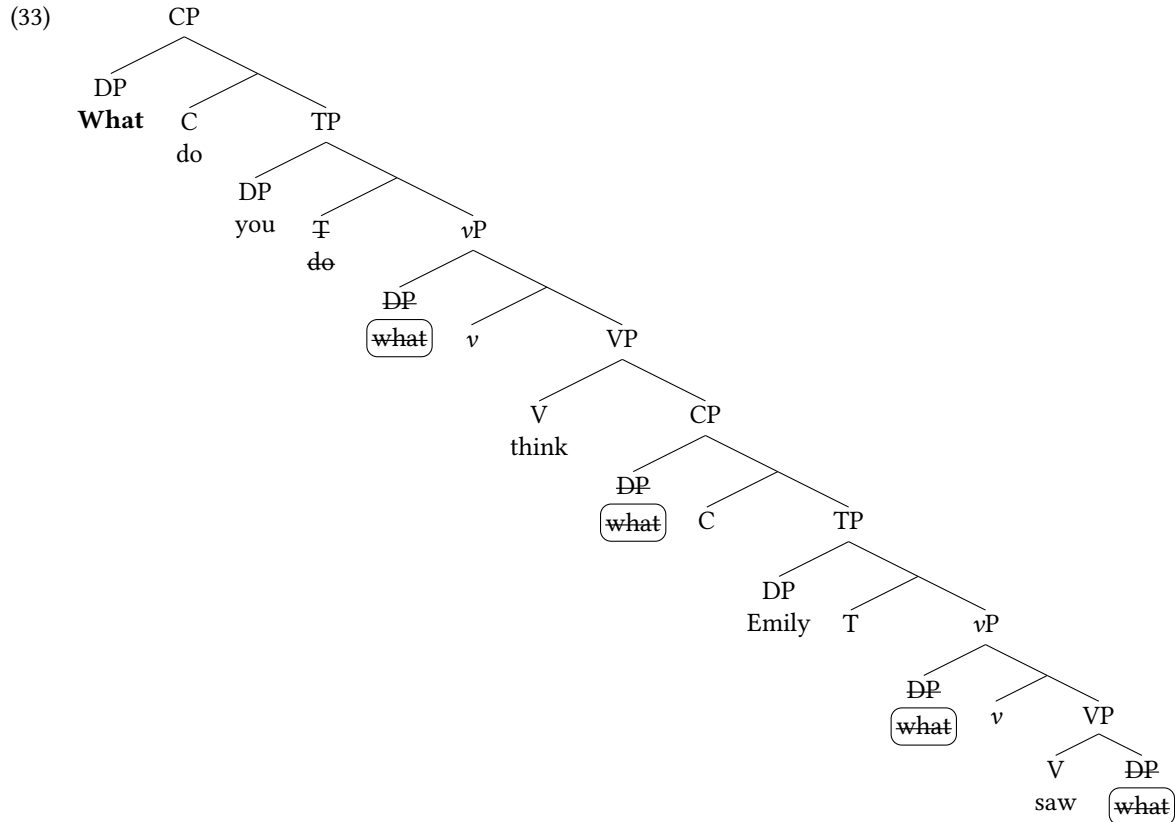 (33) CP
DP
What C TP
do
DP
you T vP
do
DP
what v VP
V CP
think
DP
what C TP
DP
Emily T vP
DP
what v VP
V DP
saw what